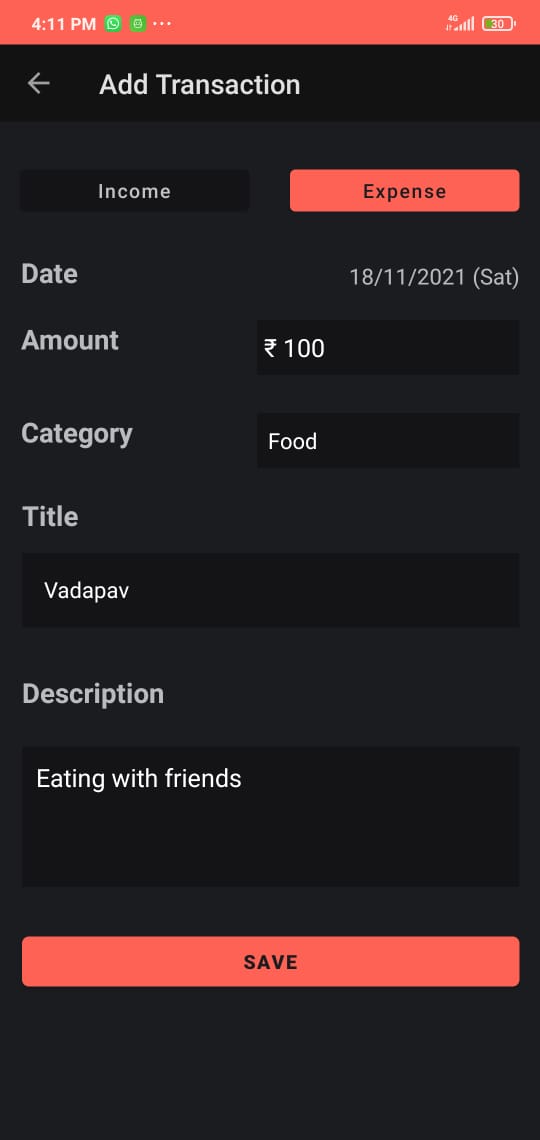 4:11 PM ... 4G 30
Add Transaction
Income Expense
Date 18/11/2021 (Sat)
Amount ₹ 100
Category Food
Title
Vadapav
Description
Eating with friends
SAVE